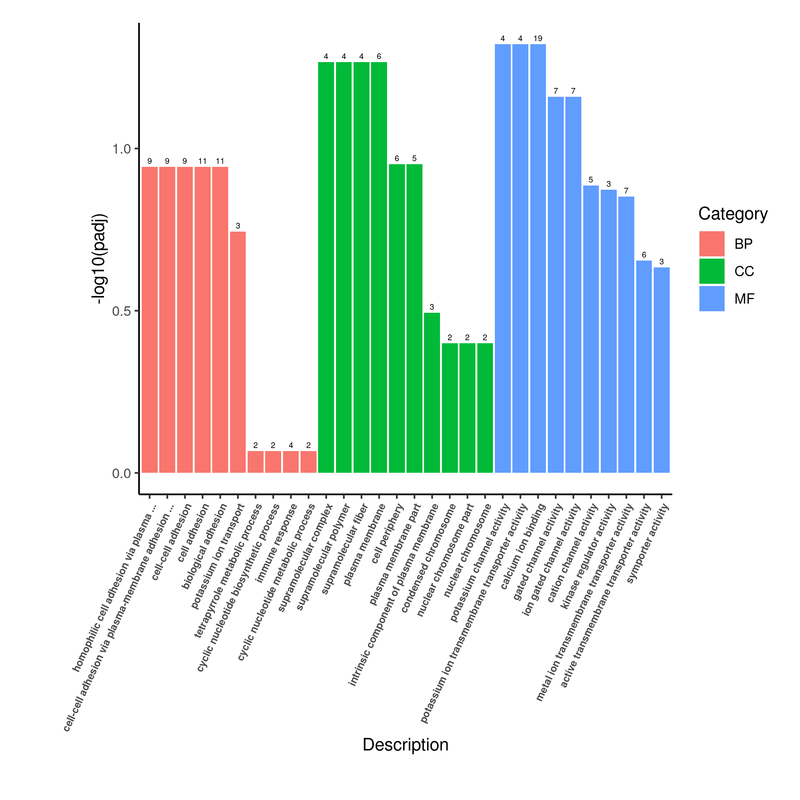 4 4 19
4 4 4 6
7 7
9 9 9 11 11
6 5
5 3 7
3
6 3
3
2 2 2
2 2 4 2
1.0
0.5
0.0
-log10(padj)
Category
BP
CC
MF
homophilic cell adhesion via plasma ...
cell-cell adhesion via plasma-membrane adhesion ...
cell-cell adhesion
cell adhesion
biological adhesion
potassium ion transport
tetrapyrrole metabolic process
cyclic nucleotide biosynthetic process
immune response
cyclic nucleotide metabolic process
supramolecular complex
supramolecular polymer
supramolecular fiber
plasma membrane
cell periphery
plasma membrane part
intrinsic component of plasma membrane
condensed chromosome
nuclear chromosome part
nuclear chromosome
potassium channel activity
potassium ion transmembrane transporter activity
calcium ion binding
gated channel activity
ion gated channel activity
cation channel activity
kinase regulator activity
metal ion transmembrane transporter activity
active transmembrane transporter activity
symporter activity
Description